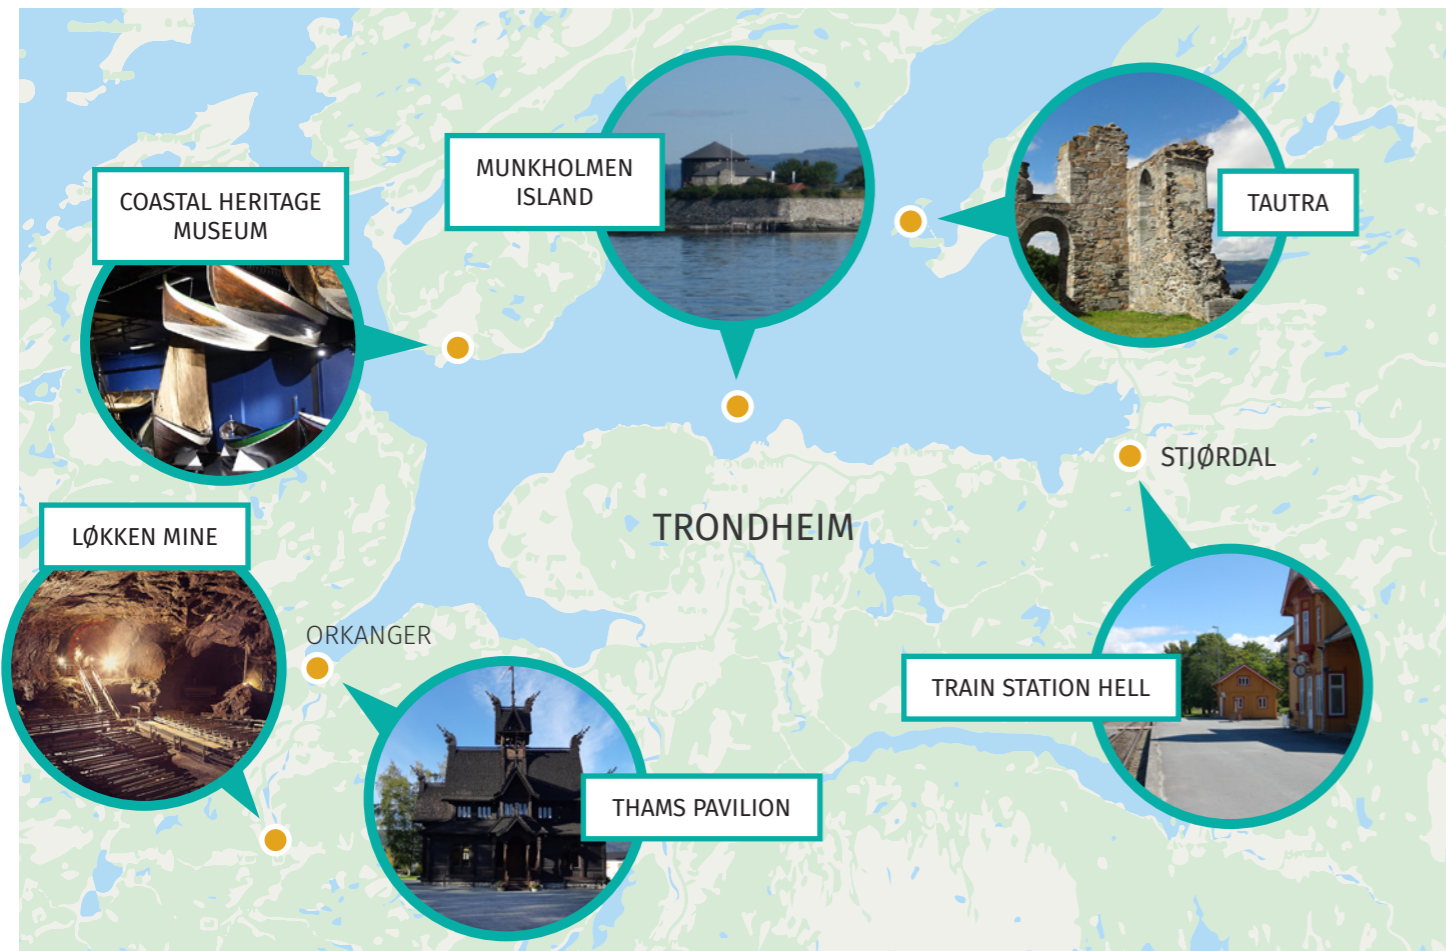 MUNKHOLMEN
ISLAND
COASTAL HERITAGE
MUSEUM
TAUTRA
STJØRDAL
TRONDHEIM
LØKKEN MINE
ORKANGER
TRAIN STATION HELL
THAMS PAVILION